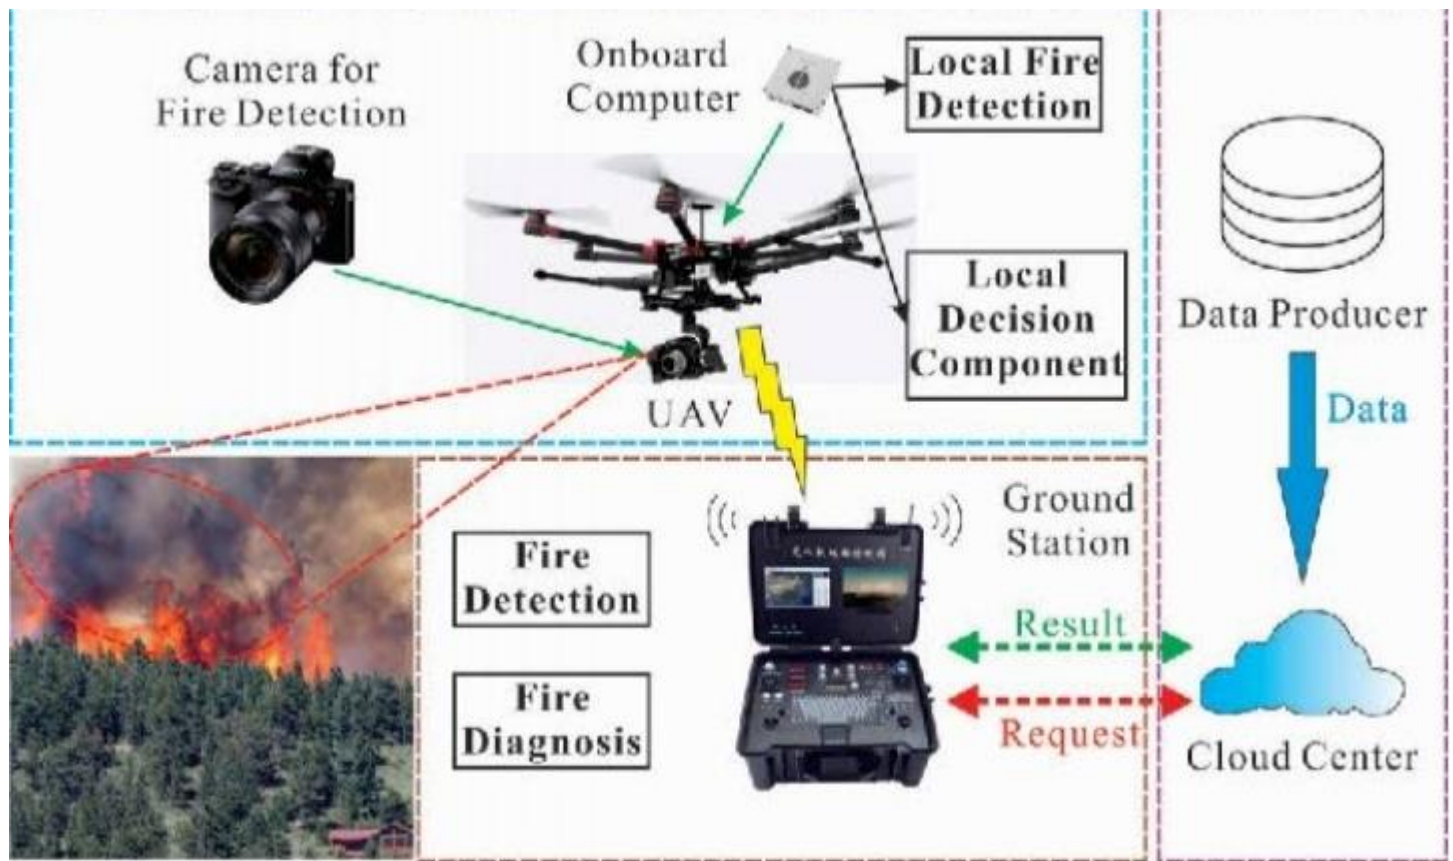 Camera for
Fire Detection
Onboard
Computer
Local Fire
Detection
Local
Decision
Component
UAV
Data Producer
Data
Ground
Station
Fire
Detection
Fire
Diagnosis
Result
Request
Cloud Center